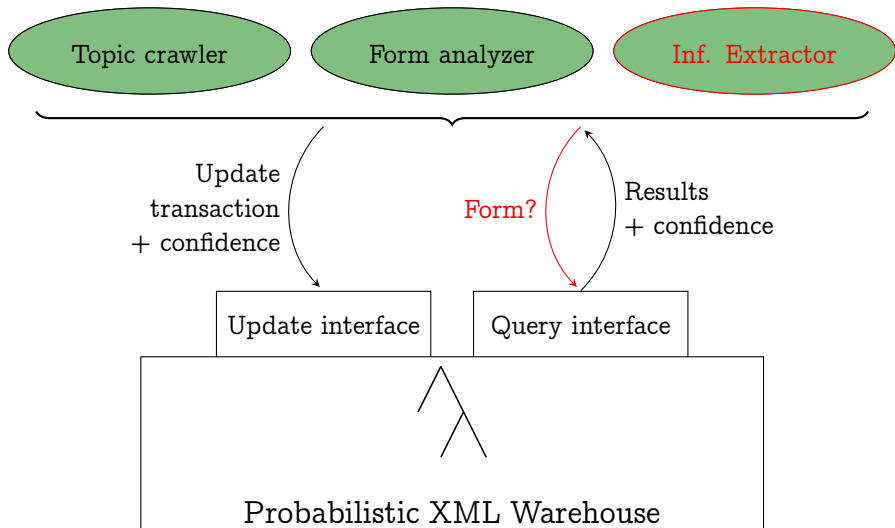 Topic crawler
Form analyzer
Inf. Extractor
Update
transaction
+ confidence
Form?
Results
+ confidence
Update interface
Query interface
Probabilistic XML Warehouse